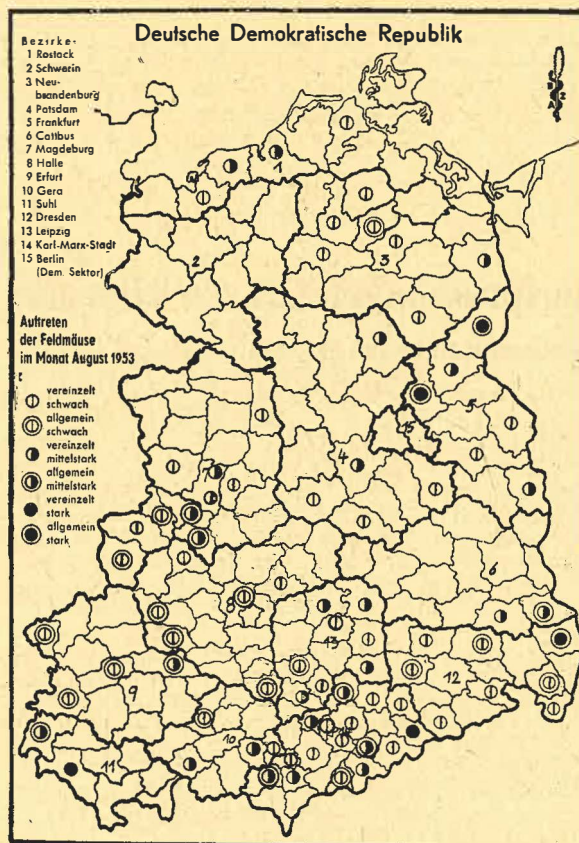 Deutsche Demokratische Republik
Bezirke:
1 Rostock
2 Schwerin
3 Neu-
brandenburg
4 Potsdam
5 Frankfurt
6 Cottbus
7 Magdeburg
8 Halle
9 Erfurt
10 Gera
11 Suhl
12 Dresden
13 Leipzig
14 Karl-Marx-Stadt
15 Berlin
(Dem. Sektor)
Auftreten
der Feldmäuse
im Monat August 1953
vereinzelt
schwach
allgemein
schwach
vereinzelt
mittelstark
allgemein
mittelstark
vereinzelt
stark
allgemein
stark
1
2
3
4
5
15
7
6
8
13
12
9
10
14
11